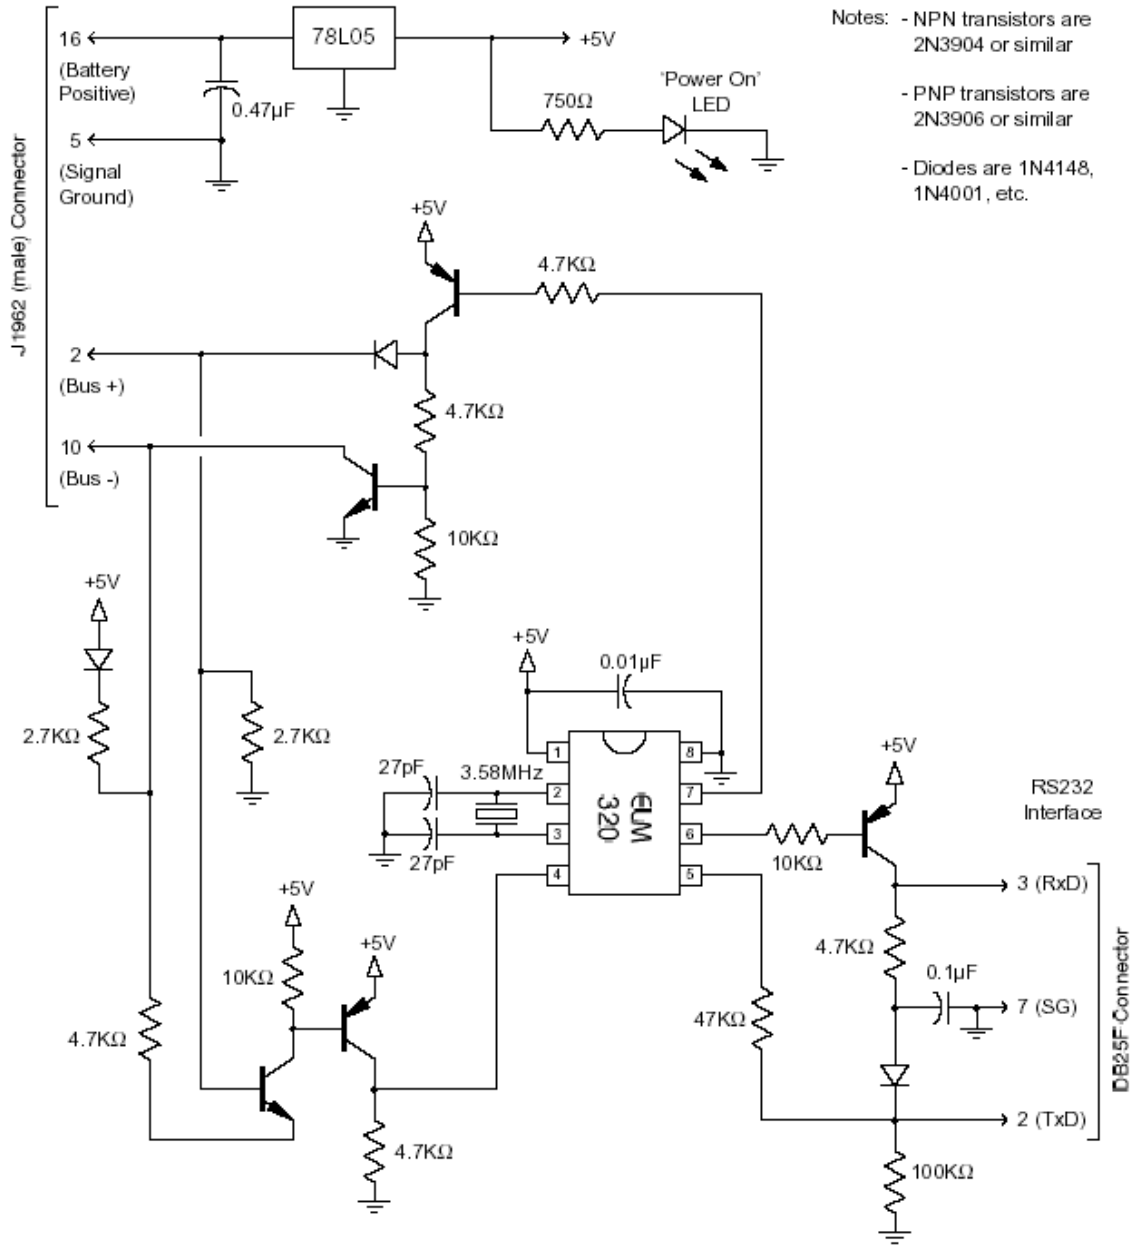 Notes: - NPN transistors are
2N3904 or similar
- PNP transistors are
2N3906 or similar
- Diodes are 1N4148,
1N4001, etc.
J1962 (male) Connector
16
(Battery
Positive)
5
(Signal
Ground)
78L05
+5V
0.47µF
750Ω
'Power On'
LED
+5V
4.7KΩ
2
(Bus +)
4.7KΩ
10
(Bus -)
10KΩ
+5V
2.7KΩ
2.7KΩ
+5V
0.01µF
27pF
3.58MHz
27pF
1
2
3
4
ELM
320
8
7
6
5
+5V
RS232
Interface
10KΩ
3 (RxD)
4.7KΩ
0.1µF
7 (SG)
47KΩ
2 (TxD)
100KΩ
DB25F Connector
+5V
10KΩ
+5V
4.7KΩ
4.7KΩ